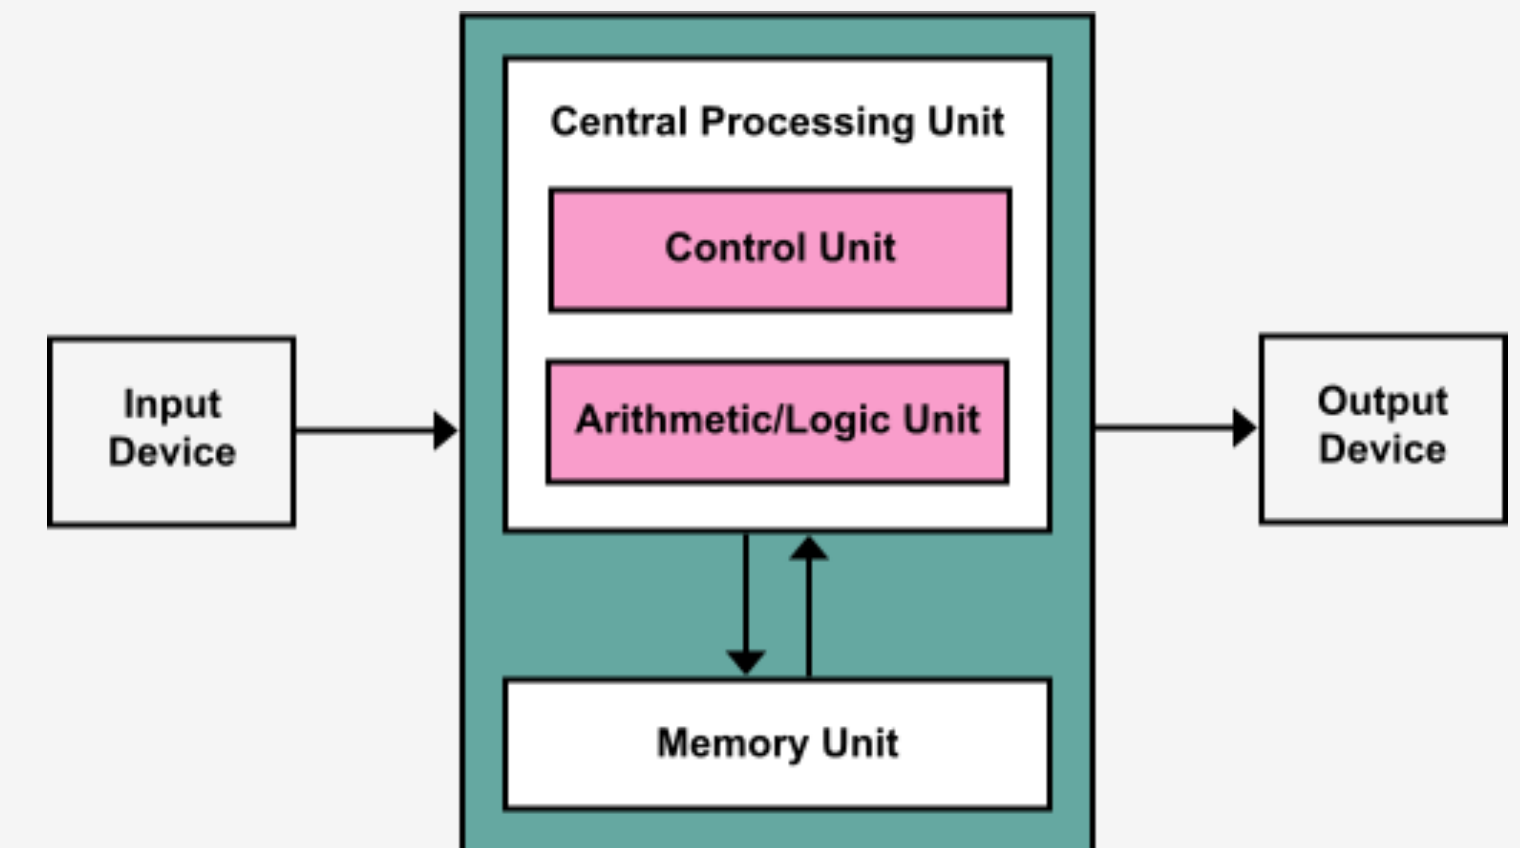 Central Processing Unit
Control Unit
Arithmetic/Logic Unit
Input
Device
Output
Device
Memory Unit